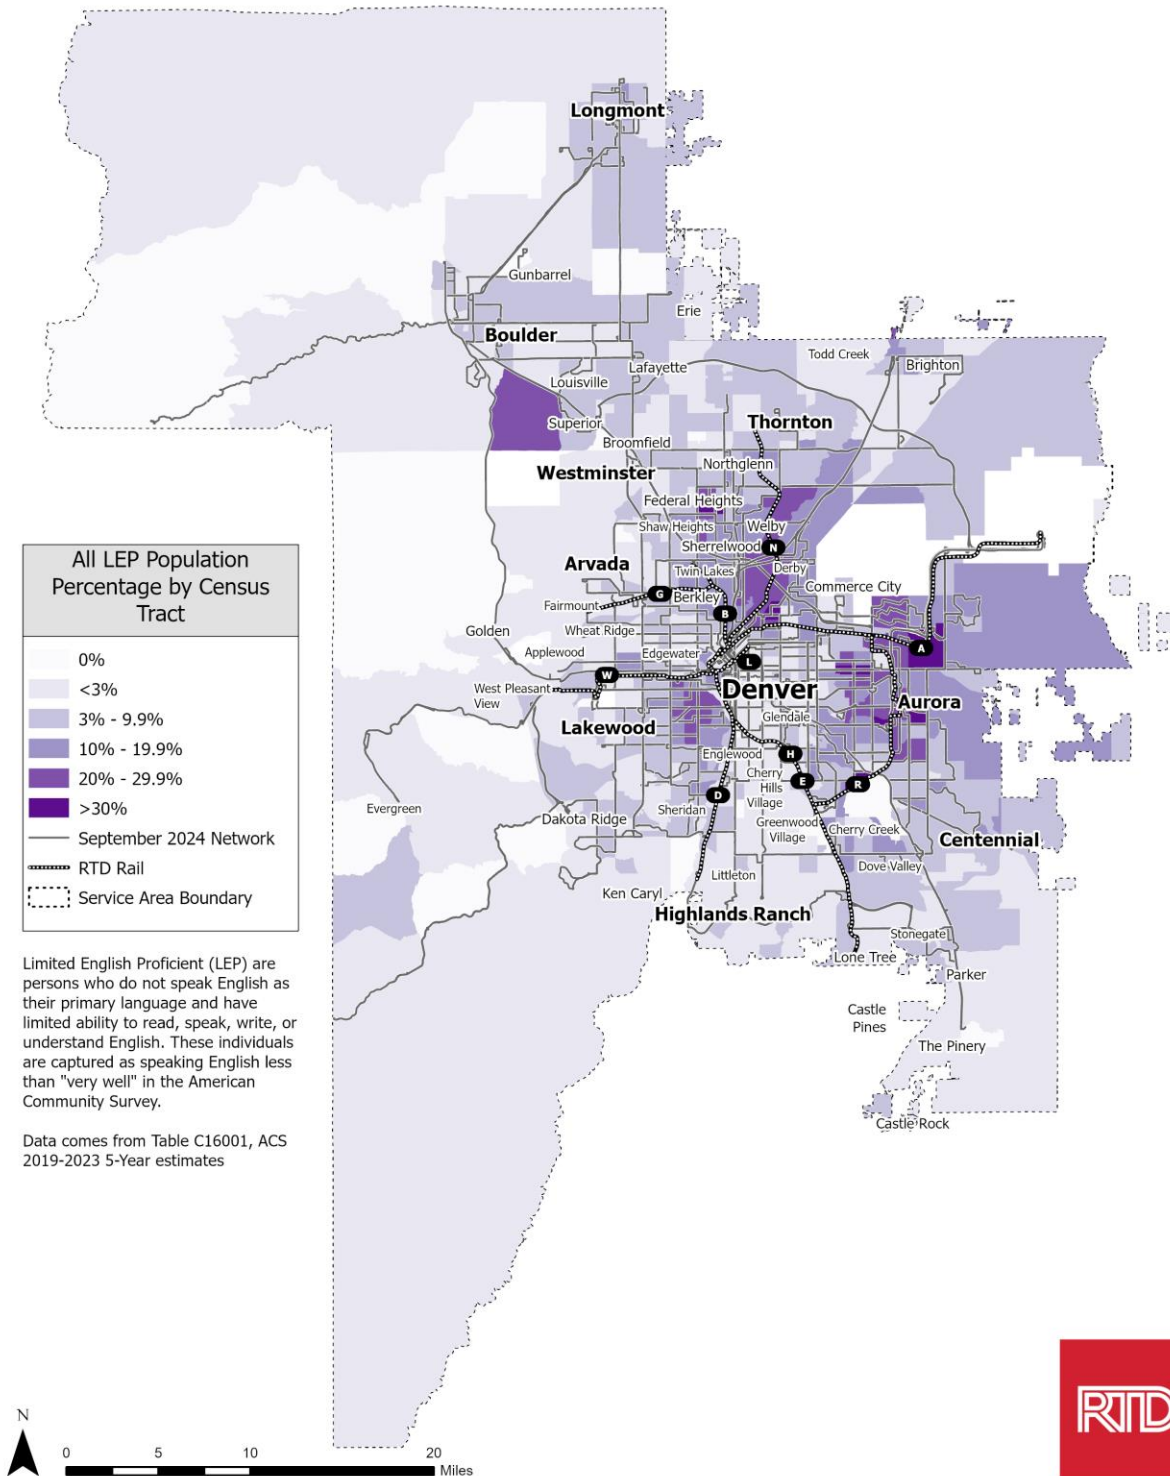 Longmont
Gunbarrel
Erie
Boulder
Todd Creek
Brighton
Lafayette
Louisville
Superior
Thornton
Broomfield
Northglenn
Westminster
Federal Heights
Shaw Heights
Welby
Sherrelwood
N
Arvada
Twin Lakes
Derby
Commerce City
G
Berkley
Fairmount
B
Golden
Wheat Ridge
Applewood
Edgewater
A
L
W
West Pleasant
View
Denver
Aurora
Lakewood
Glendale
Englewood
H
Cherry
Hills
Village
E
R
D
Evergreen
Sheridan
Dakota Ridge
Greenwood
Village
Cherry Creek
Centennial
Dove Valley
Littleton
Ken Caryl
Highlands Ranch
Stonegate
Lone Tree
Parker
Castle
Pines
The Pinery
Castle Rock
All LEP Population
Percentage by Census
Tract
0%
<3%
3% - 9.9%
10% - 19.9%
20% - 29.9%
>30%
September 2024 Network
RTD Rail
Service Area Boundary
Limited English Proficient (LEP) are
persons who do not speak English as
their primary language and have
limited ability to read, speak, write, or
understand English. These individuals
are captured as speaking English less
than "very well" in the American
Community Survey.
Data comes from Table C16001, ACS
2019-2023 5-Year estimates
N
0 5 10 20
Miles
RTD